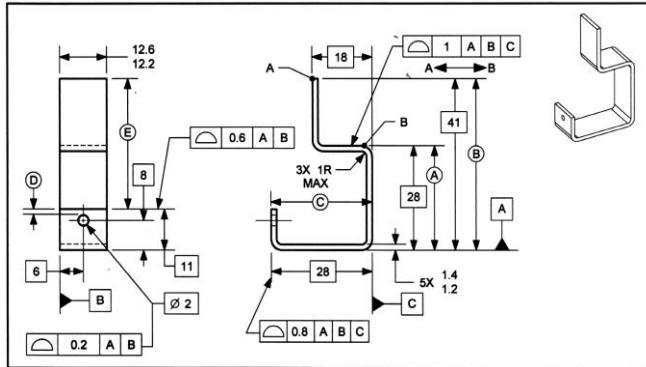 12.6
12.2
18
⌓ 1 A B C
A
A B
E
41
B
⌓ 0.6 A B
B
D
8
3X 1R
MAX
A
28
C
A
6
11
28
5X 1.4
1.2
B
Ø 2
C
⌓ 0.2 A B
⌓ 0.8 A B C